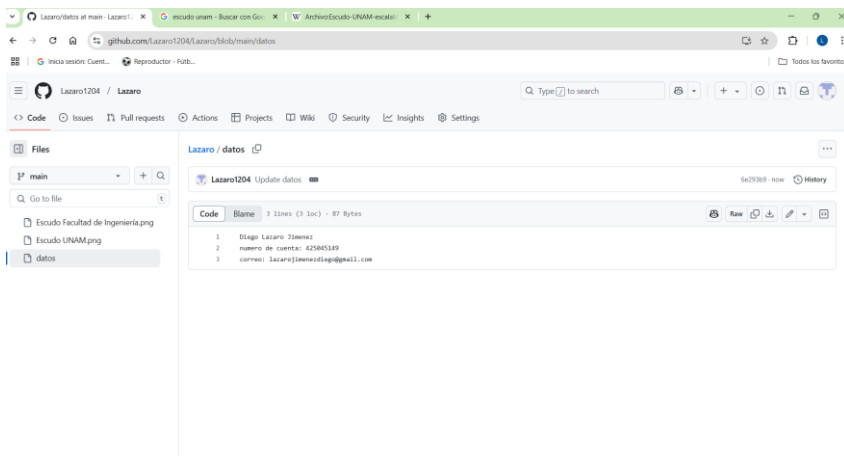 Lazaro/datos at main · Lazaro1
escudo unam - Buscar con Goo
Archivo:Escudo-UNAM-escalab
github.com/Lazaro1204/Lazaro/blob/main/datos
Inicia sesión: Cuent...
Reproductor - Fútb...
Todos los favorito
Lazaro1204 / Lazaro
Type / to search
Code
Issues
Pull requests
Actions
Projects
Wiki
Security
Insights
Settings
Files
Lazaro / datos
main
Lazaro1204 Update datos
6e293b9 · now
History
Go to file
t
Code
Blame
3 lines (3 loc) · 87 Bytes
Raw
Escudo Facultad de Ingeniería.png
Escudo UNAM.png
datos
1 Diego Lazaro Jimenez
2 numero de cuenta: 425045149
3 correo: lazarojimenezdiego@gmail.com